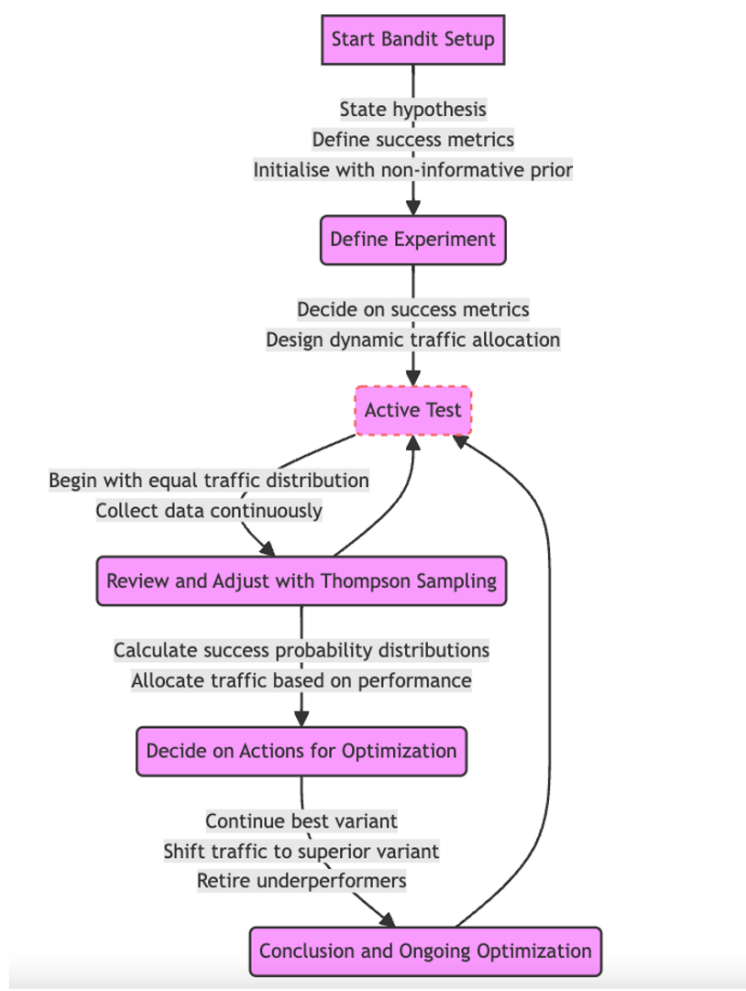 Start Bandit Setup
State hypothesis
Define success metrics
Initialise with non-informative prior
Define Experiment
Decide on success metrics
Design dynamic traffic allocation
Active Test
Begin with equal traffic distribution
Collect data continuously
Review and Adjust with Thompson Sampling
Calculate success probability distributions
Allocate traffic based on performance
Decide on Actions for Optimization
Continue best variant
Shift traffic to superior variant
Retire underperformers
Conclusion and Ongoing Optimization